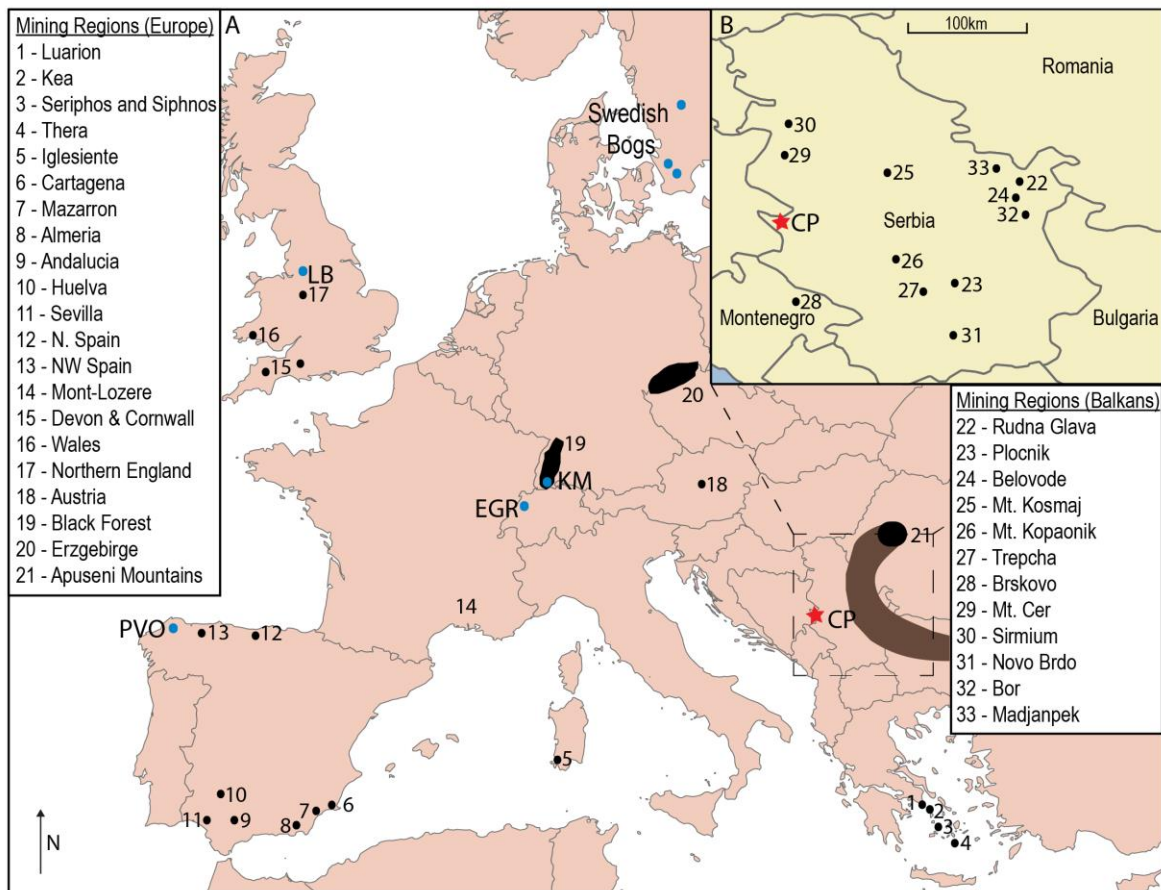 Mining Regions (Europe)
1 - Luarion
2 - Kea
3 - Seriphos and Siphnos
4 - Thera
5 - Iglesiente
6 - Cartagena
7 - Mazarron
8 - Almeria
9 - Andalucia
10 - Huelva
11 - Sevilla
12 - N. Spain
13 - NW Spain
14 - Mont-Lozere
15 - Devon & Cornwall
16 - Wales
17 - Northern England
18 - Austria
19 - Black Forest
20 - Erzgebirge
21 - Apuseni Mountains
A
Swedish
Bogs
LB
17
16
15
20
19
KM
EGR
18
21
14
CP
PVO
13
12
5
10
11
9
8
7
6
1
2
3
4
N
B
100km
Romania
30
29
25
33
22
24
32
CP
Serbia
26
27
23
28
Montenegro
31
Bulgaria
Mining Regions (Balkans)
22 - Rudna Glava
23 - Plocnik
24 - Belovode
25 - Mt. Kosmaj
26 - Mt. Kopaonik
27 - Trepcha
28 - Brskovo
29 - Mt. Cer
30 - Sirmium
31 - Novo Brdo
32 - Bor
33 - Madjanpek